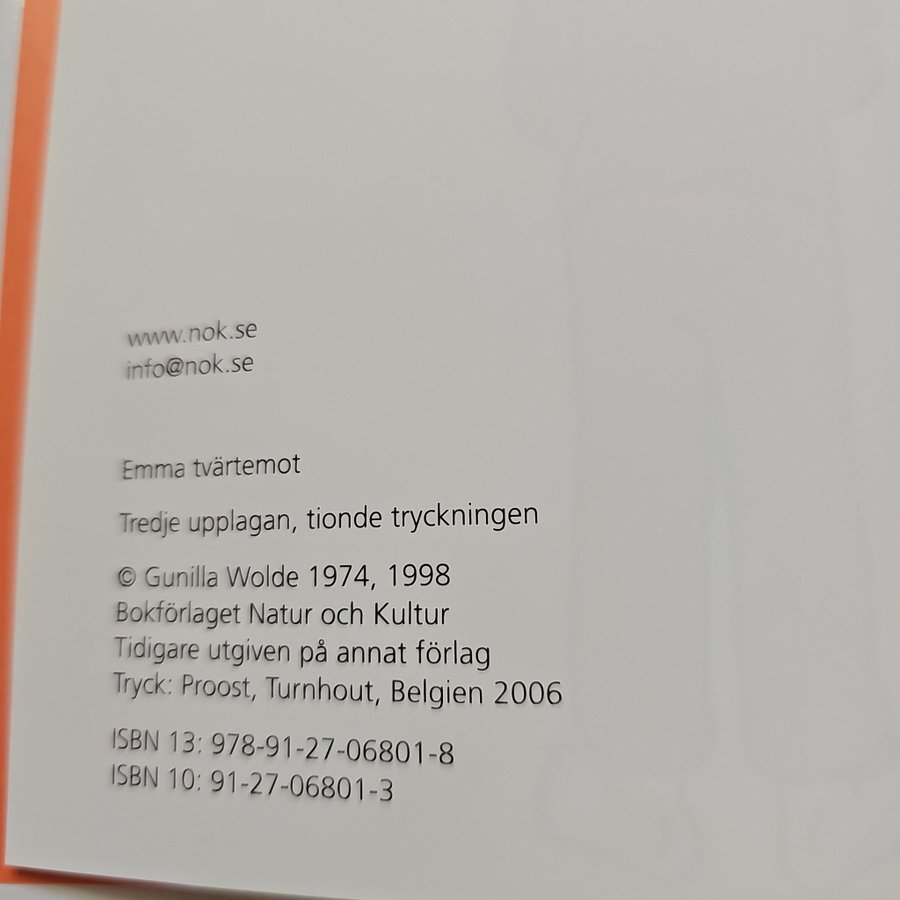 www.nok.se
info@nok.se
Emma tvärtemot
Tredje upplagan, tionde tryckningen
© Gunilla Wolde 1974, 1998
Bokförlaget Natur och Kultur
Tidigare utgiven på annat förlag
Tryck: Proost, Turnhout, Belgien 2006
ISBN 13: 978-91-27-06801-8
ISBN 10: 91-27-06801-3